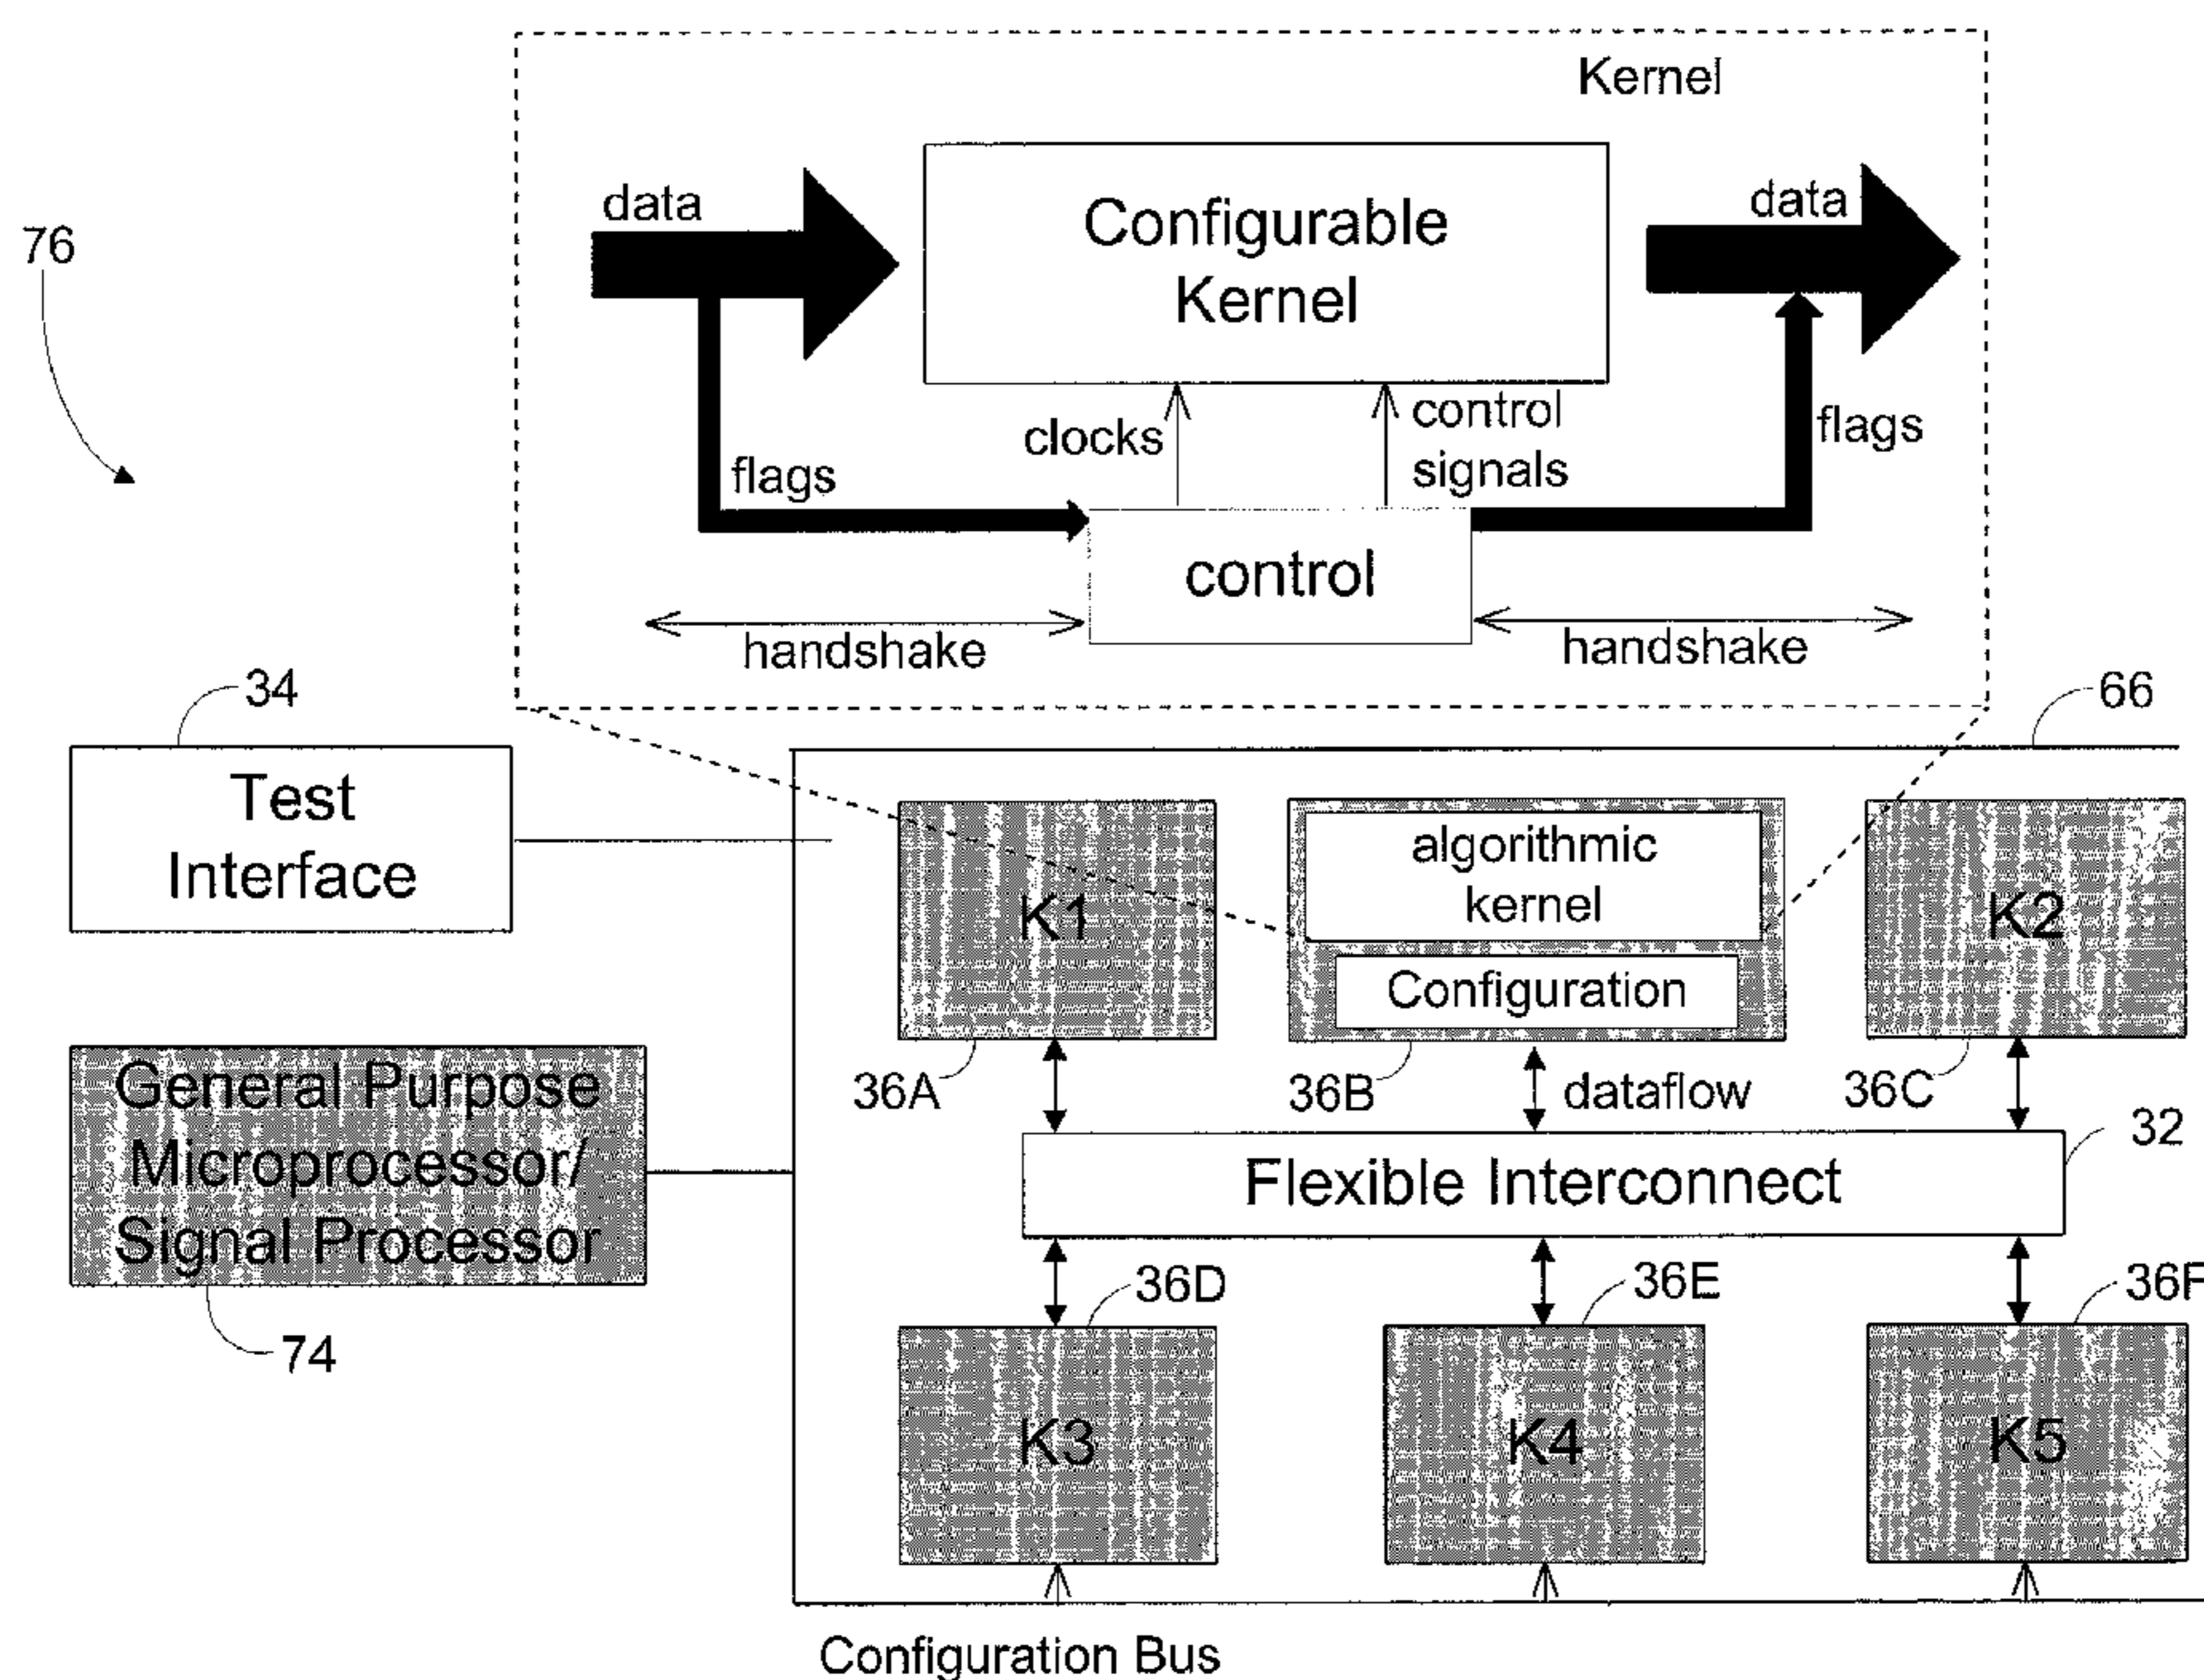 Kernel
data
Configurable
Kernel
data
76
clocks
control
signals
flags
flags
control
handshake
handshake
34
66
Test
Interface
K1
algorithmic
kernel
Configuration
K2
General Purpose
Microprocessor/
Signal Processor
36A
36B
dataflow
36C
32
Flexible Interconnect
36D
36E
36F
74
K3
K4
K5
Configuration Bus